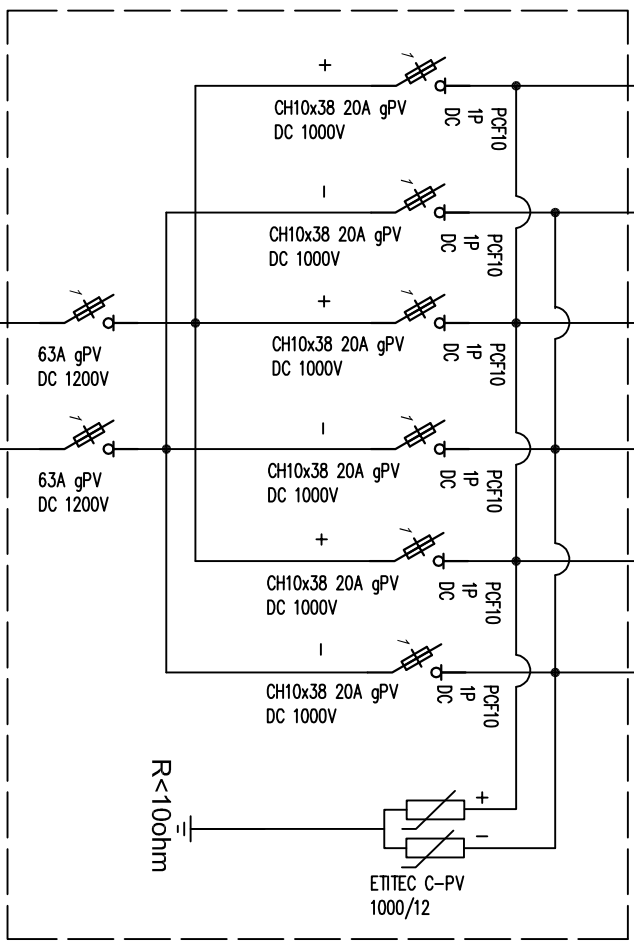 +
CH10x38 20A gPV
DC 1000V
PCF10
1P
DC
–
CH10x38 20A gPV
DC 1000V
PCF10
1P
DC
+
CH10x38 20A gPV
DC 1000V
PCF10
1P
DC
63A gPV
DC 1200V
–
CH10x38 20A gPV
DC 1000V
PCF10
1P
DC
63A gPV
DC 1200V
+
CH10x38 20A gPV
DC 1000V
PCF10
1P
DC
–
CH10x38 20A gPV
DC 1000V
PCF10
1P
DC
R<10ohm
+
–
ETITEC C-PV
1000/12